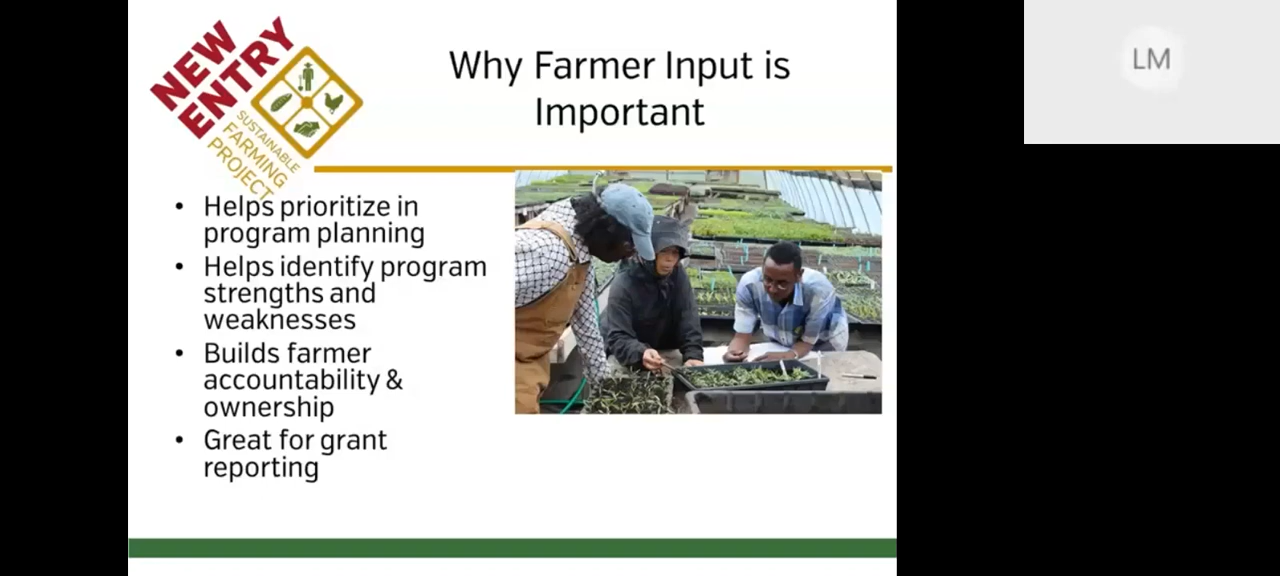 NEW
ENTRY
SUSTAINABLE
FARMING
PROJECT
Why Farmer Input is
Important
LM
• Helps prioritize in
program planning
• Helps identify program
strengths and
weaknesses
• Builds farmer
accountability &
ownership
• Great for grant
reporting